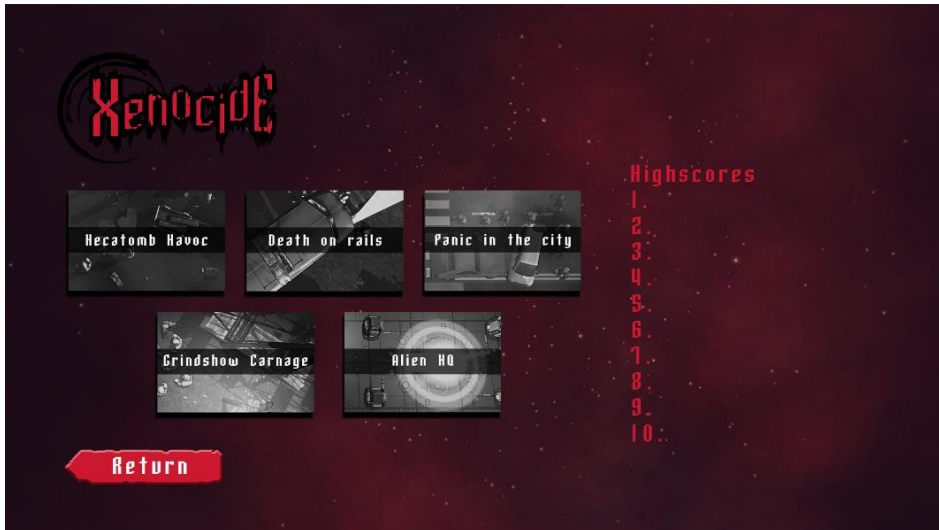 Xenocide
Hecatomb Havoc
Death on rails
Panic in the city
Grindshow Carnage
Alien HQ
Return
Highscores
1.
2.
3.
4.
5.
6.
7.
8.
9.
10.